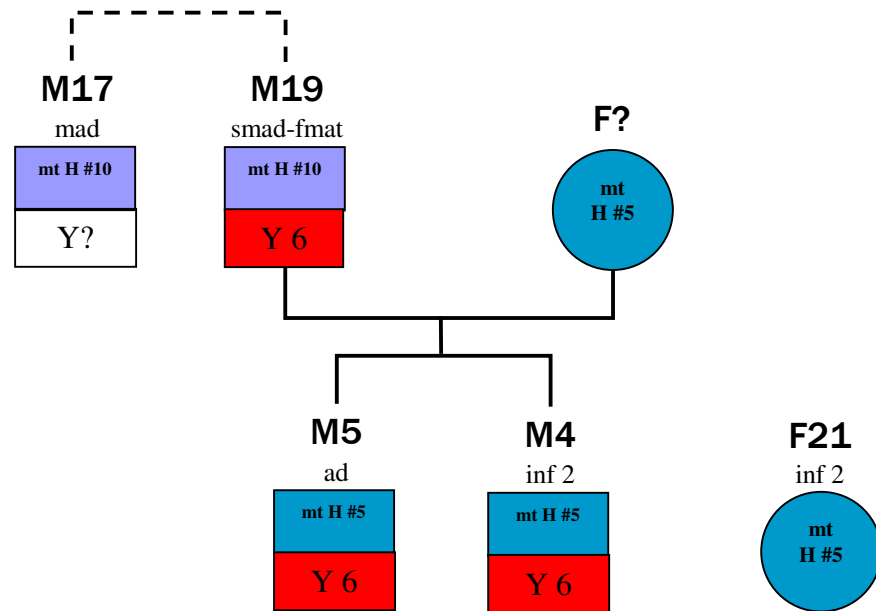 M17
mad
mt H #10
Y?
M19
smad-fmat
mt H #10
Y 6
F?
mt
H #5
M5
ad
mt H #5
Y 6
M4
inf 2
mt H #5
Y 6
F21
inf 2
mt
H #5